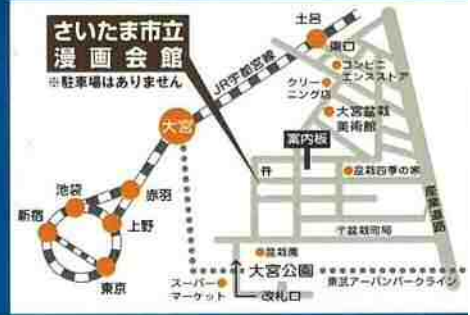 さいたま市立
漫画会館
※駐車場はありません
土呂
東口
コンビニ
エンスストア
JR宇都宮線
クリー
ニング店
大宮盆栽
美術館
大宮
案内板
盆栽四季の家
産業道路
池袋
赤羽
新宿
上野
東京
〒盆栽町局
盆栽庵
大宮公園
スーパー
マーケット
改札口
東武アーバンパークライン